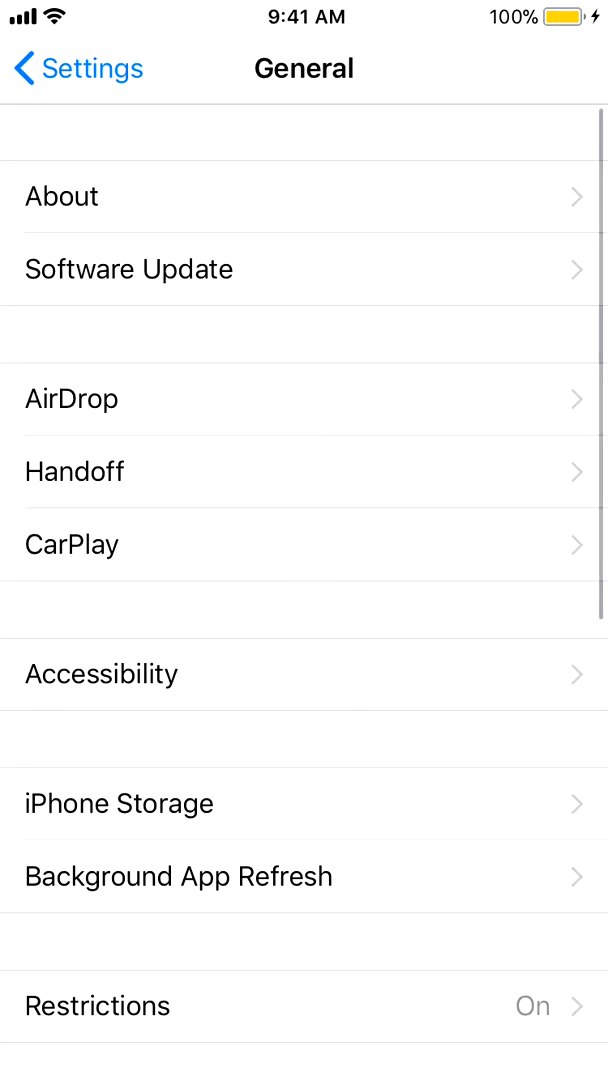 9:41 AM 100%
Settings General
About
Software Update
AirDrop
Handoff
CarPlay
Accessibility
iPhone Storage
Background App Refresh
Restrictions On